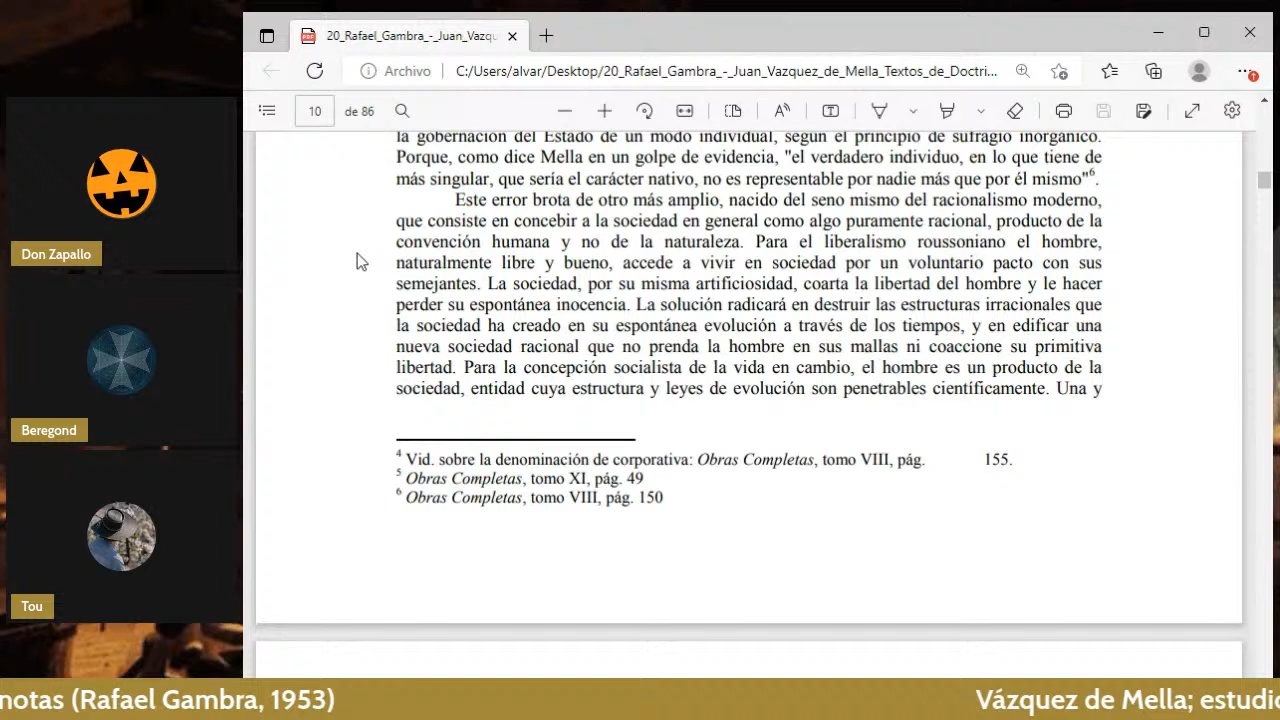 20_Rafael_Gambra_-_Juan_Vazqu
Archivo
C:/Users/alvar/Desktop/20_Rafael_Gambra_-_Juan_Vazquez_de_Mella_Textos_de_Doctri...
10 de 86
la gobernación del Estado de un modo individual, según el principio de sufragio inorgánico.
Porque, como dice Mella en un golpe de evidencia, "el verdadero individuo, en lo que tiene de
más singular, que sería el carácter nativo, no es representable por nadie más que por él mismo"6.
Este error brota de otro más amplio, nacido del seno mismo del racionalismo moderno,
que consiste en concebir a la sociedad en general como algo puramente racional, producto de la
convención humana y no de la naturaleza. Para el liberalismo roussoniano el hombre,
naturalmente libre y bueno, accede a vivir en sociedad por un voluntario pacto con sus
semejantes. La sociedad, por su misma artificiosidad, coarta la libertad del hombre y le hacer
perder su espontánea inocencia. La solución radicará en destruir las estructuras irracionales que
la sociedad ha creado en su espontánea evolución a través de los tiempos, y en edificar una
nueva sociedad racional que no prenda la hombre en sus mallas ni coaccione su primitiva
libertad. Para la concepción socialista de la vida en cambio, el hombre es un producto de la
sociedad, entidad cuya estructura y leyes de evolución son penetrables científicamente. Una y
4 Vid. sobre la denominación de corporativa: Obras Completas, tomo VIII, pág. 155.
5 Obras Completas, tomo XI, pág. 49
6 Obras Completas, tomo VIII, pág. 150
Don Zapallo
Beregond
Tou
notas (Rafael Gambra, 1953)
Vázquez de Mella; estudio